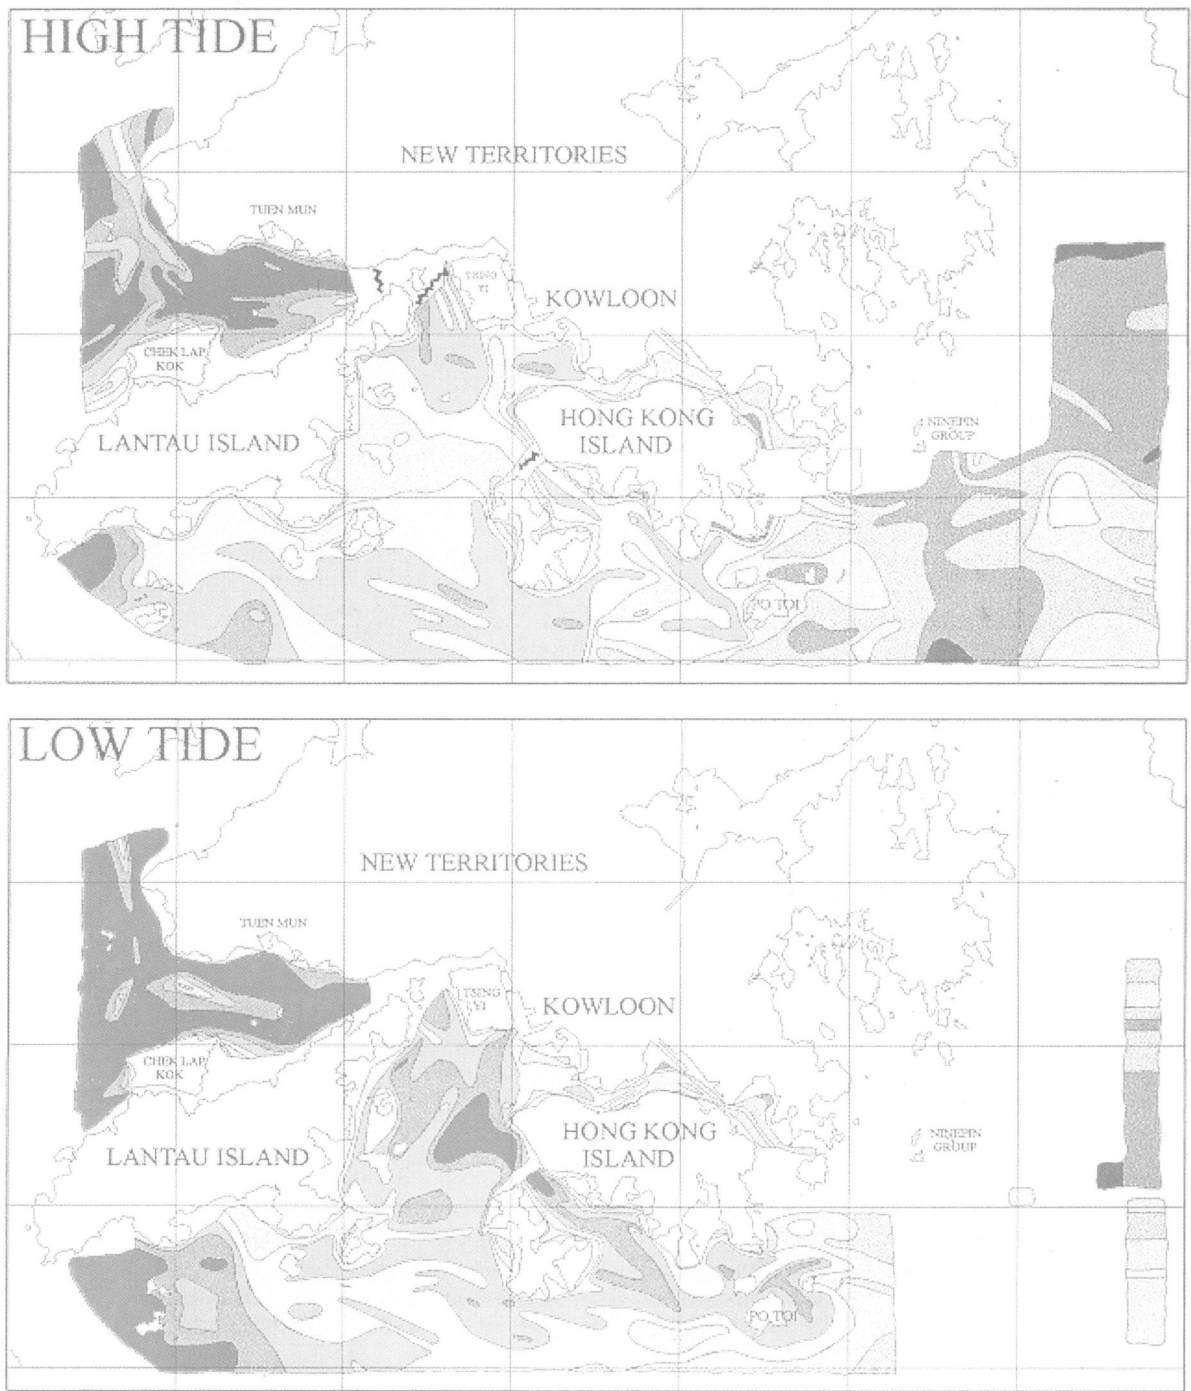 HIGH TIDE
NEW TERRITORIES
TUEN MUN
TSING
YI
KOWLOON
CHEK LAP
KOK
HONG KONG
ISLAND
LANTAU ISLAND
NINEPIN
GROUP
PO TOI
LOW TIDE
NEW TERRITORIES
TUEN MUN
TSING
YI
KOWLOON
CHEK LAP
KOK
HONG KONG
ISLAND
LANTAU ISLAND
NINEPIN
GROUP
PO TOI